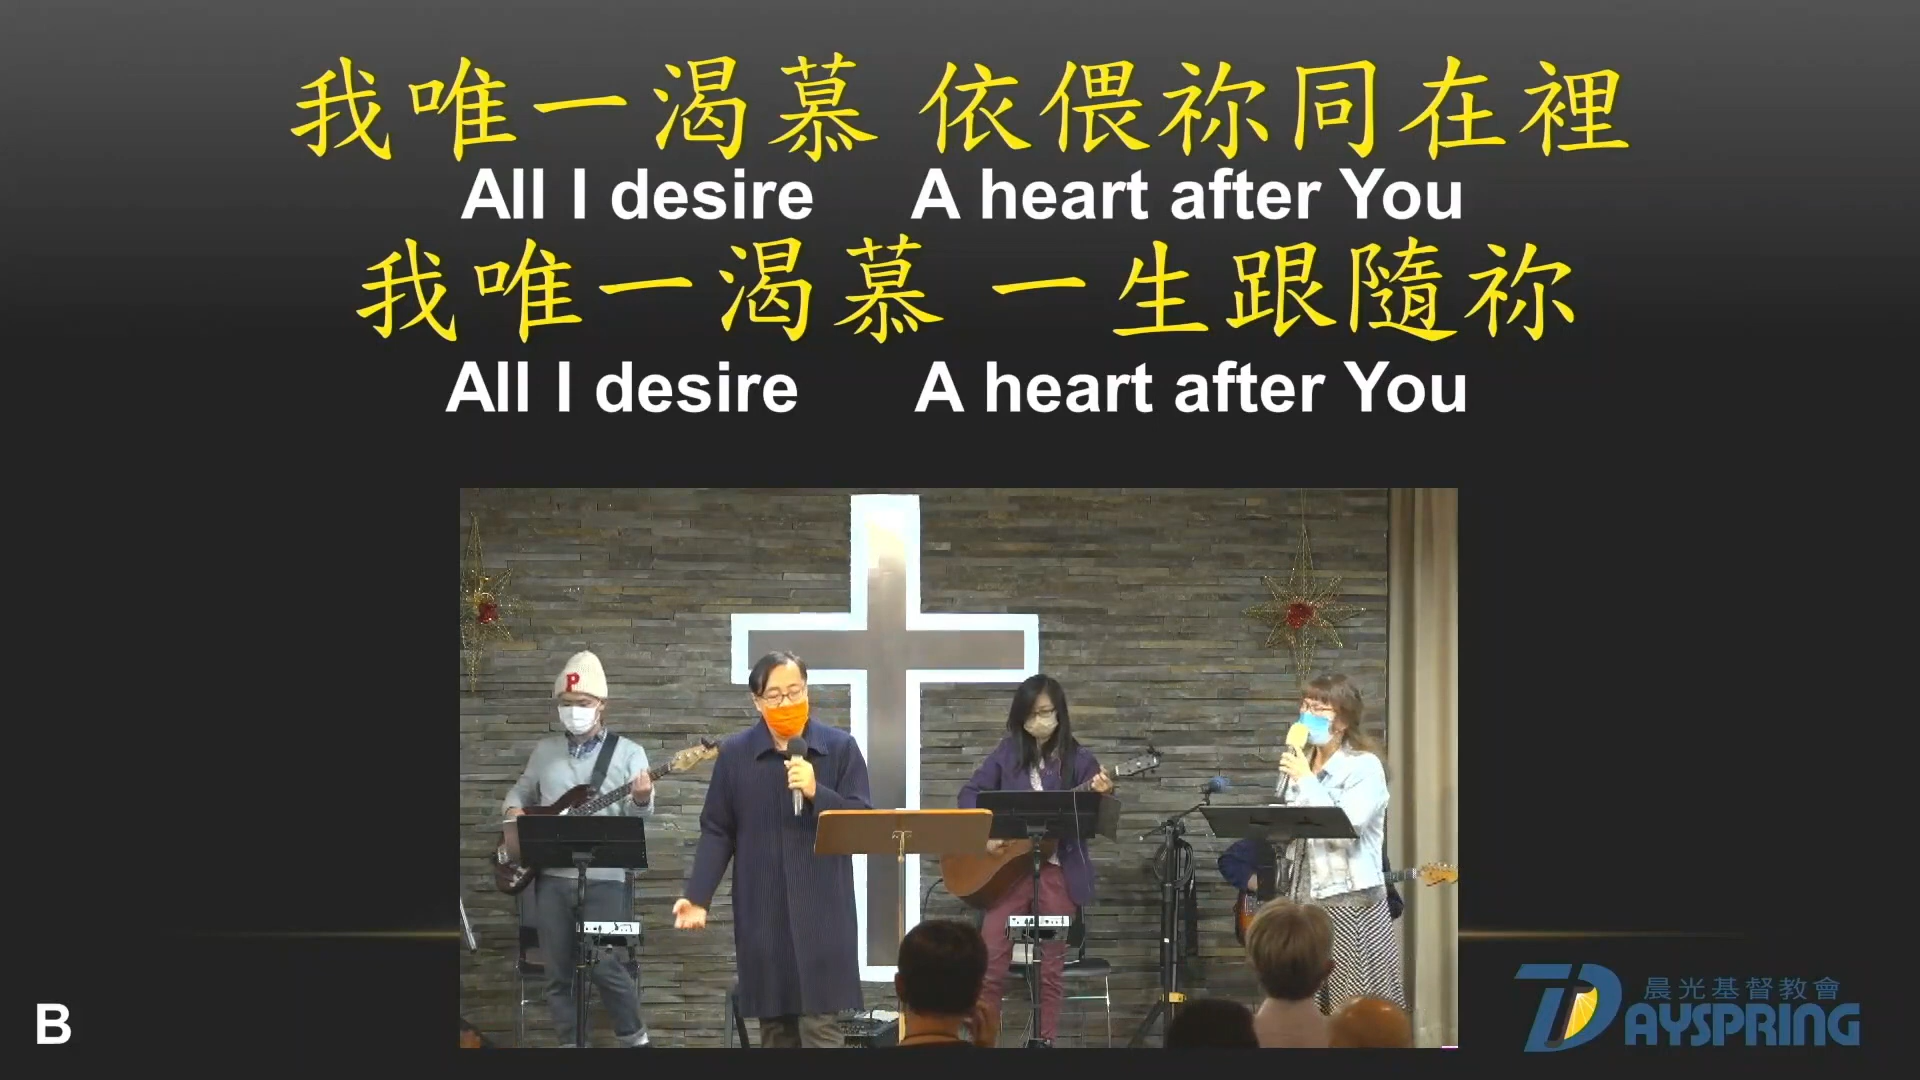 我唯一渴慕 依偎祢同在裡
All I desire A heart after You
我唯一渴慕 一生跟隨祢
All I desire A heart after You
P
B
晨光基督教會
DAYSPRING